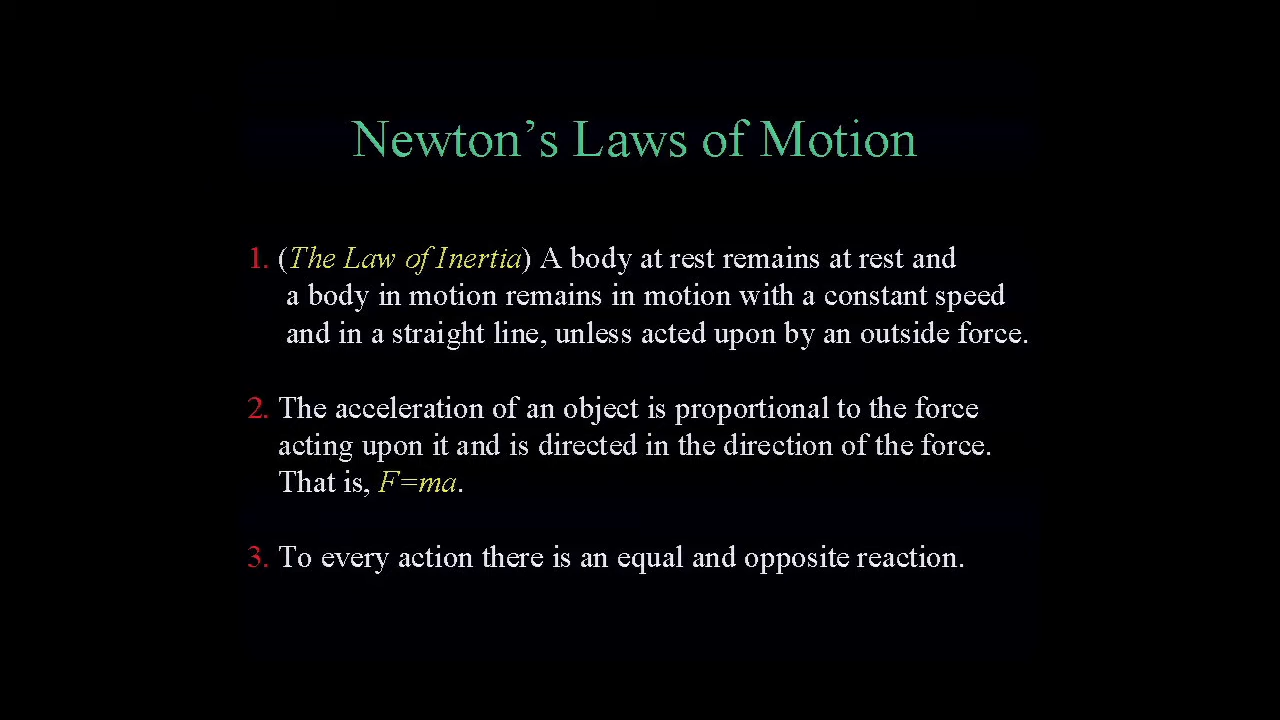 Newton’s Laws of Motion
1. (The Law of Inertia) A body at rest remains at rest and
a body in motion remains in motion with a constant speed
and in a straight line, unless acted upon by an outside force.
2. The acceleration of an object is proportional to the force
acting upon it and is directed in the direction of the force.
That is, F=ma.
3. To every action there is an equal and opposite reaction.